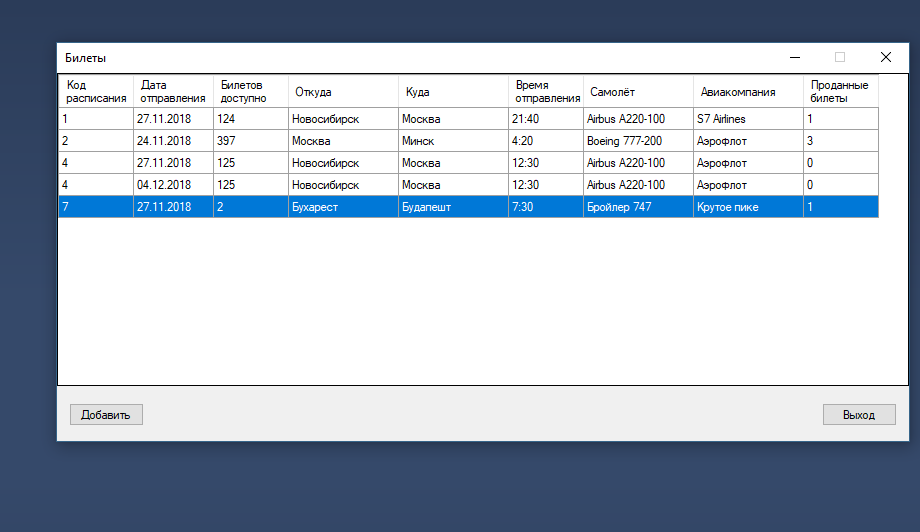 Билеты
Код расписания Дата отправления Билетов доступно Откуда Куда Время отправления Самолёт Авиакомпания Проданные билеты
1 27.11.2018 124 Новосибирск Москва 21:40 Airbus A220-100 S7 Airlines 1
2 24.11.2018 397 Москва Минск 4:20 Boeing 777-200 Аэрофлот 3
4 27.11.2018 125 Новосибирск Москва 12:30 Airbus A220-100 Аэрофлот 0
4 04.12.2018 125 Новосибирск Москва 12:30 Airbus A220-100 Аэрофлот 0
7 27.11.2018 2 Бухарест Будапешт 7:30 Бройлер 747 Крутое пике 1
Добавить Выход